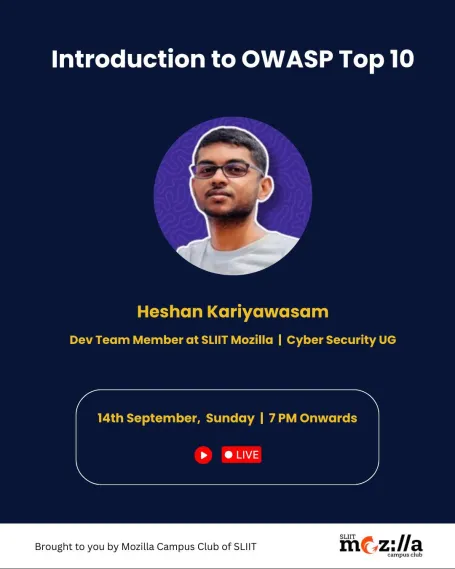 Introduction to OWASP Top 10
Heshan Kariyawasam
Dev Team Member at SLIIT Mozilla | Cyber Security UG
14th September, Sunday | 7 PM Onwards
LIVE
Brought to you by Mozilla Campus Club of SLIIT
SLIIT
moz://a
campus club